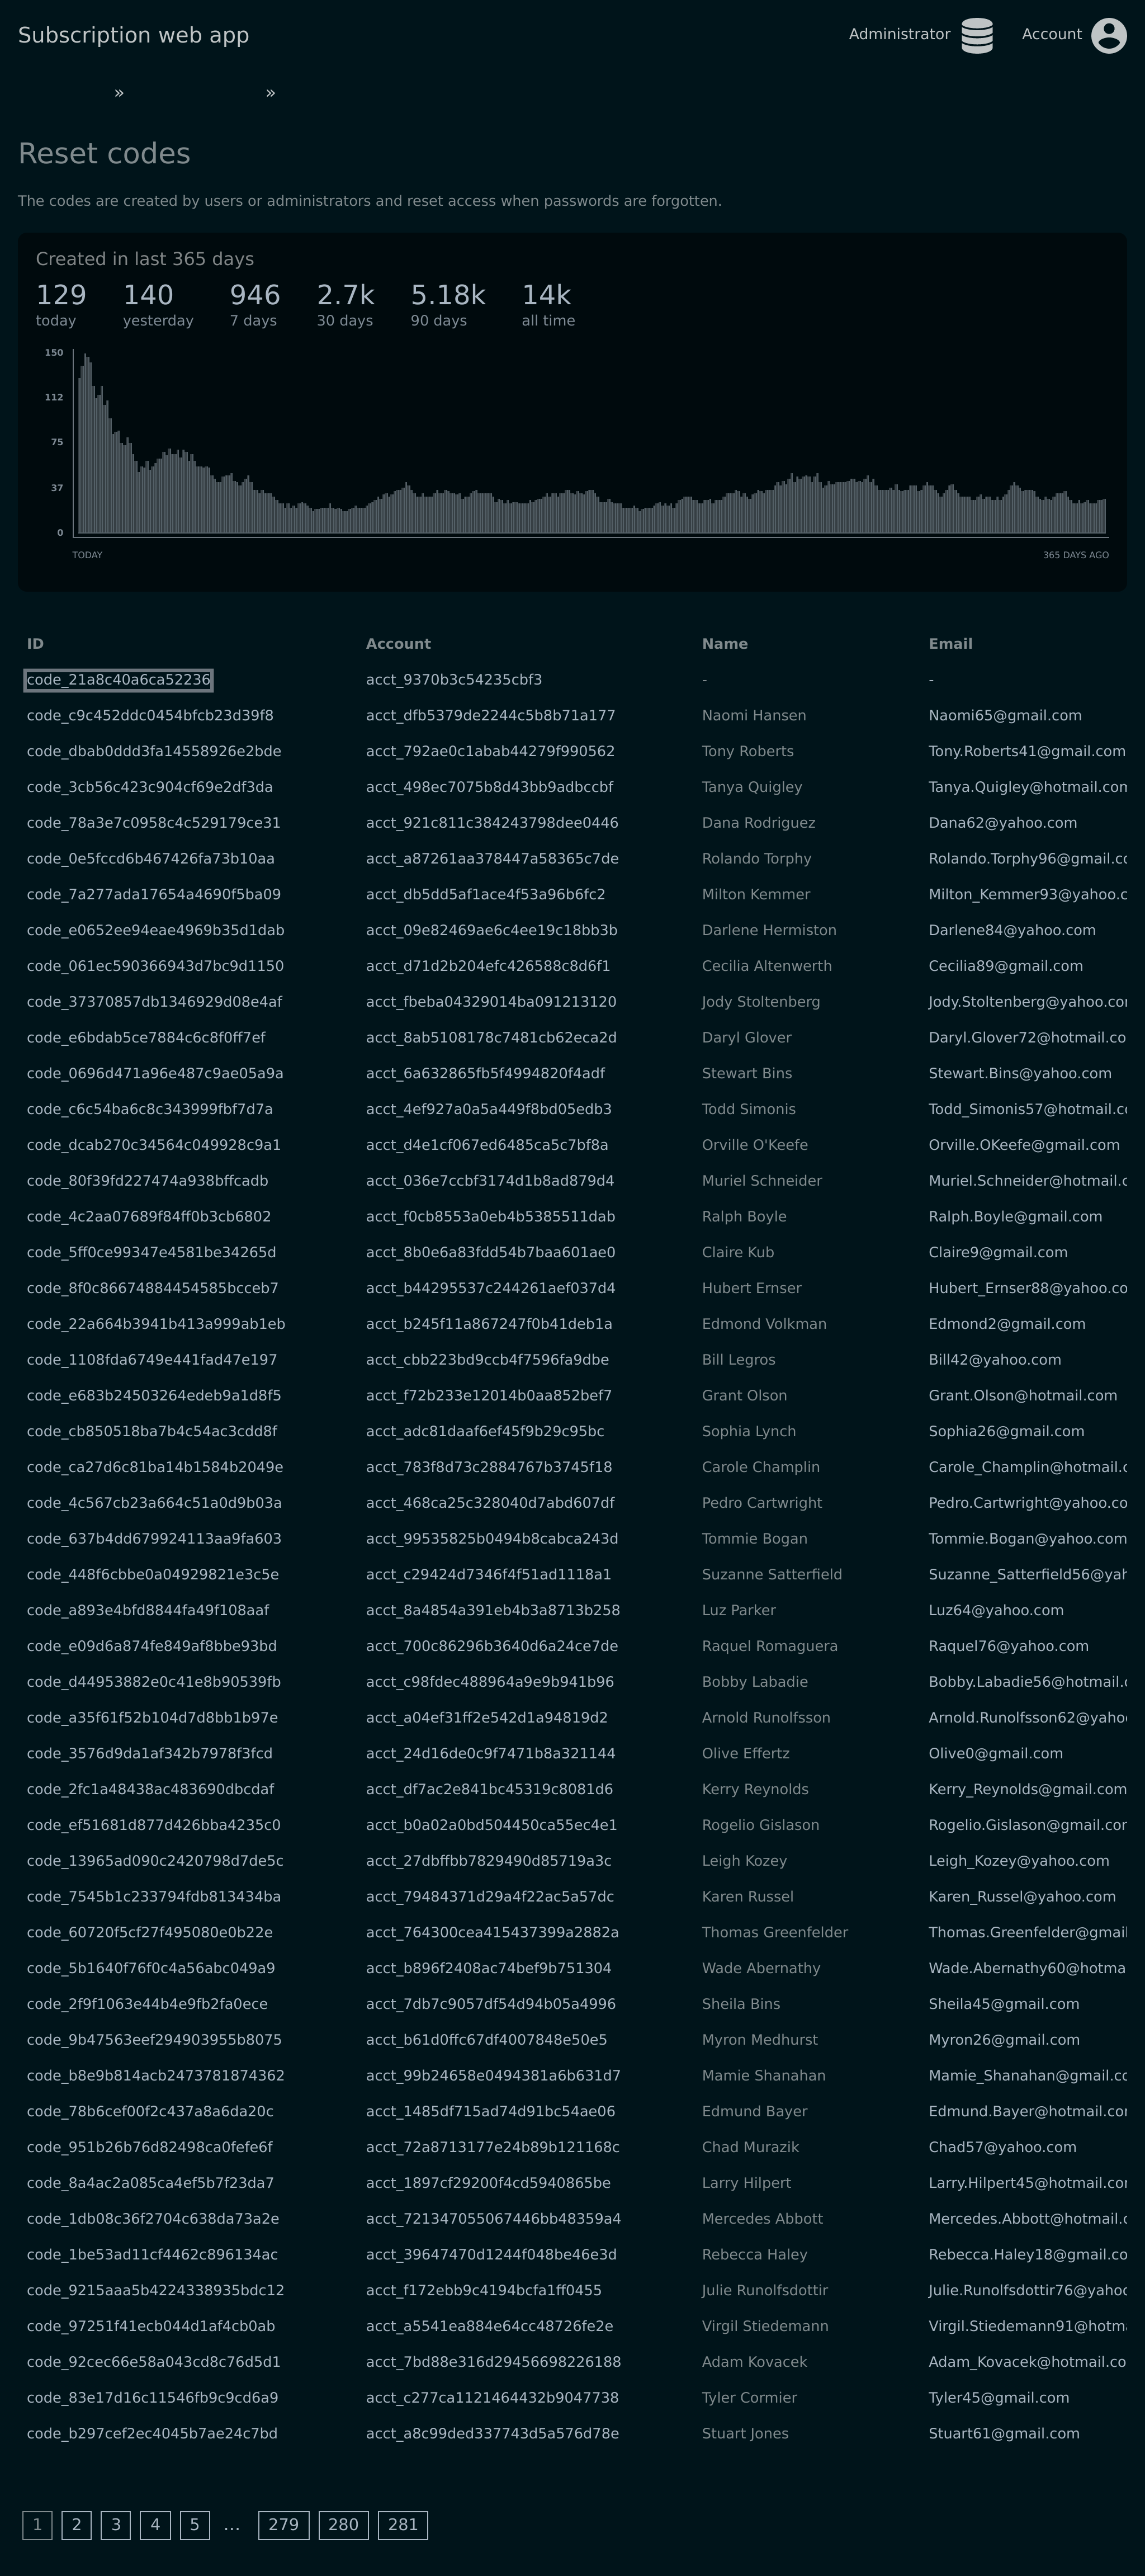 Subscription web app Administrator Account
» »
Reset codes
The codes are created by users or administrators and reset access when passwords are forgotten.
Created in last 365 days
129 140 946 2.7k 5.18k 14k
today yesterday 7 days 30 days 90 days all time
150
112
75
37
0
TODAY 365 DAYS AGO
ID Account Name Email
code_21a8c40a6ca52236 acct_9370b3c54235cbf3 - -
code_c9c452ddc0454bfcb23d39f8 acct_dfb5379de2244c5b8b71a177 Naomi Hansen Naomi65@gmail.com
code_dbab0ddd3fa14558926e2bde acct_792ae0c1abab44279f990562 Tony Roberts Tony.Roberts41@gmail.com
code_3cb56c423c904cf69e2df3da acct_498ec7075b8d43bb9adbccbf Tanya Quigley Tanya.Quigley@hotmail.com
code_78a3e7c0958c4c529179ce31 acct_921c811c384243798dee0446 Dana Rodriguez Dana62@yahoo.com
code_0e5fccd6b467426fa73b10aa acct_a87261aa378447a58365c7de Rolando Torphy Rolando.Torphy96@gmail.cc
code_7a277ada17654a4690f5ba09 acct_db5dd5af1ace4f53a96b6fc2 Milton Kemmer Milton_Kemmer93@yahoo.c
code_e0652ee94eae4969b35d1dab acct_09e82469ae6c4ee19c18bb3b Darlene Hermiston Darlene84@yahoo.com
code_061ec590366943d7bc9d1150 acct_d71d2b204efc426588c8d6f1 Cecilia Altenwerth Cecilia89@gmail.com
code_37370857db1346929d08e4af acct_fbeba04329014ba091213120 Jody Stoltenberg Jody.Stoltenberg@yahoo.cor
code_e6bdab5ce7884c6c8f0ff7ef acct_8ab5108178c7481cb62eca2d Daryl Glover Daryl.Glover72@hotmail.co
code_0696d471a96e487c9ae05a9a acct_6a632865fb5f4994820f4adf Stewart Bins Stewart.Bins@yahoo.com
code_c6c54ba6c8c343999fbf7d7a acct_4ef927a0a5a449f8bd05edb3 Todd Simonis Todd_Simonis57@hotmail.cc
code_dcab270c34564c049928c9a1 acct_d4e1cf067ed6485ca5c7bf8a Orville O'Keefe Orville.OKeefe@gmail.com
code_80f39fd227474a938bffcadb acct_036e7ccbf3174d1b8ad879d4 Muriel Schneider Muriel.Schneider@hotmail.c
code_4c2aa07689f84ff0b3cb6802 acct_f0cb8553a0eb4b5385511dab Ralph Boyle Ralph.Boyle@gmail.com
code_5ff0ce99347e4581be34265d acct_8b0e6a83fdd54b7baa601ae0 Claire Kub Claire9@gmail.com
code_8f0c86674884454585bcceb7 acct_b44295537c244261aef037d4 Hubert Ernser Hubert_Ernser88@yahoo.co
code_22a664b3941b413a999ab1eb acct_b245f11a867247f0b41deb1a Edmond Volkman Edmond2@gmail.com
code_1108fda6749e441fad47e197 acct_cbb223bd9ccb4f7596fa9dbe Bill Legros Bill42@yahoo.com
code_e683b24503264edeb9a1d8f5 acct_f72b233e12014b0aa852bef7 Grant Olson Grant.Olson@hotmail.com
code_cb850518ba7b4c54ac3cdd8f acct_adc81daaf6ef45f9b29c95bc Sophia Lynch Sophia26@gmail.com
code_ca27d6c81ba14b1584b2049e acct_783f8d73c2884767b3745f18 Carole Champlin Carole_Champlin@hotmail.c
code_4c567cb23a664c51a0d9b03a acct_468ca25c328040d7abd607df Pedro Cartwright Pedro.Cartwright@yahoo.co
code_637b4dd679924113aa9fa603 acct_99535825b0494b8cabca243d Tommie Bogan Tommie.Bogan@yahoo.com
code_448f6cbbe0a04929821e3c5e acct_c29424d7346f4f51ad1118a1 Suzanne Satterfield Suzanne_Satterfield56@yah
code_a893e4bfd8844fa49f108aaf acct_8a4854a391eb4b3a8713b258 Luz Parker Luz64@yahoo.com
code_e09d6a874fe849af8bbe93bd acct_700c86296b3640d6a24ce7de Raquel Romaguera Raquel76@yahoo.com
code_d44953882e0c41e8b90539fb acct_c98fdec488964a9e9b941b96 Bobby Labadie Bobby.Labadie56@hotmail.c
code_a35f61f52b104d7d8bb1b97e acct_a04ef31ff2e542d1a94819d2 Arnold Runolfsson Arnold.Runolfsson62@yaho
code_3576d9da1af342b7978f3fcd acct_24d16de0c9f7471b8a321144 Olive Effertz Olive0@gmail.com
code_2fc1a48438ac483690dbcdaf acct_df7ac2e841bc45319c8081d6 Kerry Reynolds Kerry_Reynolds@gmail.com
code_ef51681d877d426bba4235c0 acct_b0a02a0bd504450ca55ec4e1 Rogelio Gislason Rogelio.Gislason@gmail.cor
code_13965ad090c2420798d7de5c acct_27dbffbb7829490d85719a3c Leigh Kozey Leigh_Kozey@yahoo.com
code_7545b1c233794fdb813434ba acct_79484371d29a4f22ac5a57dc Karen Russel Karen_Russel@yahoo.com
code_60720f5cf27f495080e0b22e acct_764300cea415437399a2882a Thomas Greenfelder Thomas.Greenfelder@gmail
code_5b1640f76f0c4a56abc049a9 acct_b896f2408ac74bef9b751304 Wade Abernathy Wade.Abernathy60@hotma
code_2f9f1063e44b4e9fb2fa0ece acct_7db7c9057df54d94b05a4996 Sheila Bins Sheila45@gmail.com
code_9b47563eef294903955b8075 acct_b61d0ffc67df4007848e50e5 Myron Medhurst Myron26@gmail.com
code_b8e9b814acb2473781874362 acct_99b24658e0494381a6b631d7 Mamie Shanahan Mamie_Shanahan@gmail.cc
code_78b6cef00f2c437a8a6da20c acct_1485df715ad74d91bc54ae06 Edmund Bayer Edmund.Bayer@hotmail.cor
code_951b26b76d82498ca0fefe6f acct_72a8713177e24b89b121168c Chad Murazik Chad57@yahoo.com
code_8a4ac2a085ca4ef5b7f23da7 acct_1897cf29200f4cd5940865be Larry Hilpert Larry.Hilpert45@hotmail.cor
code_1db08c36f2704c638da73a2e acct_721347055067446bb48359a4 Mercedes Abbott Mercedes.Abbott@hotmail.c
code_1be53ad11cf4462c896134ac acct_39647470d1244f048be46e3d Rebecca Haley Rebecca.Haley18@gmail.co
code_9215aaa5b4224338935bdc12 acct_f172ebb9c4194bcfa1ff0455 Julie Runolfsdottir Julie.Runolfsdottir76@yahoo
code_97251f41ecb044d1af4cb0ab acct_a5541ea884e64cc48726fe2e Virgil Stiedemann Virgil.Stiedemann91@hotma
code_92cec66e58a043cd8c76d5d1 acct_7bd88e316d29456698226188 Adam Kovacek Adam_Kovacek@hotmail.co
code_83e17d16c11546fb9c9cd6a9 acct_c277ca1121464432b9047738 Tyler Cormier Tyler45@gmail.com
code_b297cef2ec4045b7ae24c7bd acct_a8c99ded337743d5a576d78e Stuart Jones Stuart61@gmail.com
1 2 3 4 5 ... 279 280 281